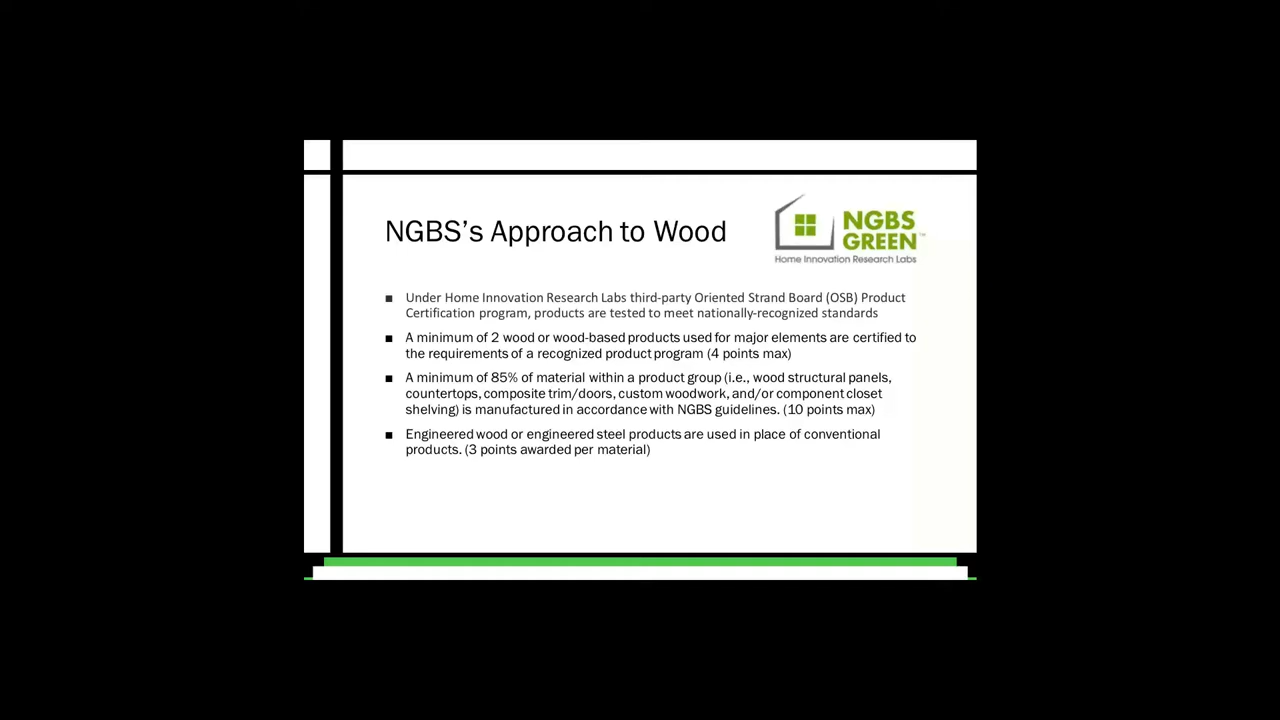 NGBS's Approach to Wood
NGBS
GREEN™
Home Innovation Research Labs
■ Under Home Innovation Research Labs third-party Oriented Strand Board (OSB) Product
Certification program, products are tested to meet nationally-recognized standards
■ A minimum of 2 wood or wood-based products used for major elements are certified to
the requirements of a recognized product program (4 points max)
■ A minimum of 85% of material within a product group (i.e., wood structural panels,
countertops, composite trim/doors, custom woodwork, and/or component closet
shelving) is manufactured in accordance with NGBS guidelines. (10 points max)
■ Engineered wood or engineered steel products are used in place of conventional
products. (3 points awarded per material)